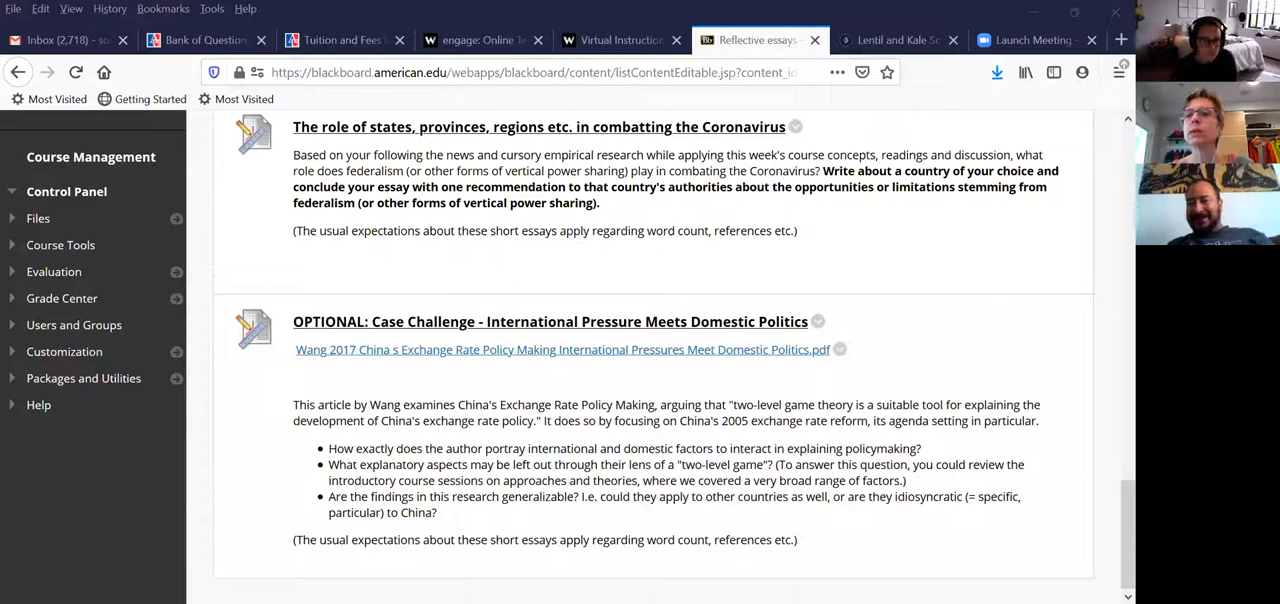 File Edit View History Bookmarks Tools Help
Inbox (2,718) - so
Bank of Question
Tuition and Fees
engage: Online Te
Virtual Instruction
Bb Reflective essays –
Lentil and Kale So
Launch Meeting -
https://blackboard.american.edu/webapps/blackboard/content/listContentEditable.jsp?content_id
Most Visited Getting Started Most Visited
Course Management
Control Panel
Files
Course Tools
Evaluation
Grade Center
Users and Groups
Customization
Packages and Utilities
Help
The role of states, provinces, regions etc. in combatting the Coronavirus
Based on your following the news and cursory empirical research while applying this week's course concepts, readings and discussion, what
role does federalism (or other forms of vertical power sharing) play in combating the Coronavirus? Write about a country of your choice and
conclude your essay with one recommendation to that country's authorities about the opportunities or limitations stemming from
federalism (or other forms of vertical power sharing).
(The usual expectations about these short essays apply regarding word count, references etc.)
OPTIONAL: Case Challenge - International Pressure Meets Domestic Politics
Wang 2017 China s Exchange Rate Policy Making International Pressures Meet Domestic Politics.pdf
This article by Wang examines China's Exchange Rate Policy Making, arguing that "two-level game theory is a suitable tool for explaining the
development of China's exchange rate policy." It does so by focusing on China's 2005 exchange rate reform, its agenda setting in particular.
• How exactly does the author portray international and domestic factors to interact in explaining policymaking?
• What explanatory aspects may be left out through their lens of a "two-level game"? (To answer this question, you could review the
introductory course sessions on approaches and theories, where we covered a very broad range of factors.)
• Are the findings in this research generalizable? I.e. could they apply to other countries as well, or are they idiosyncratic (= specific,
particular) to China?
(The usual expectations about these short essays apply regarding word count, references etc.)